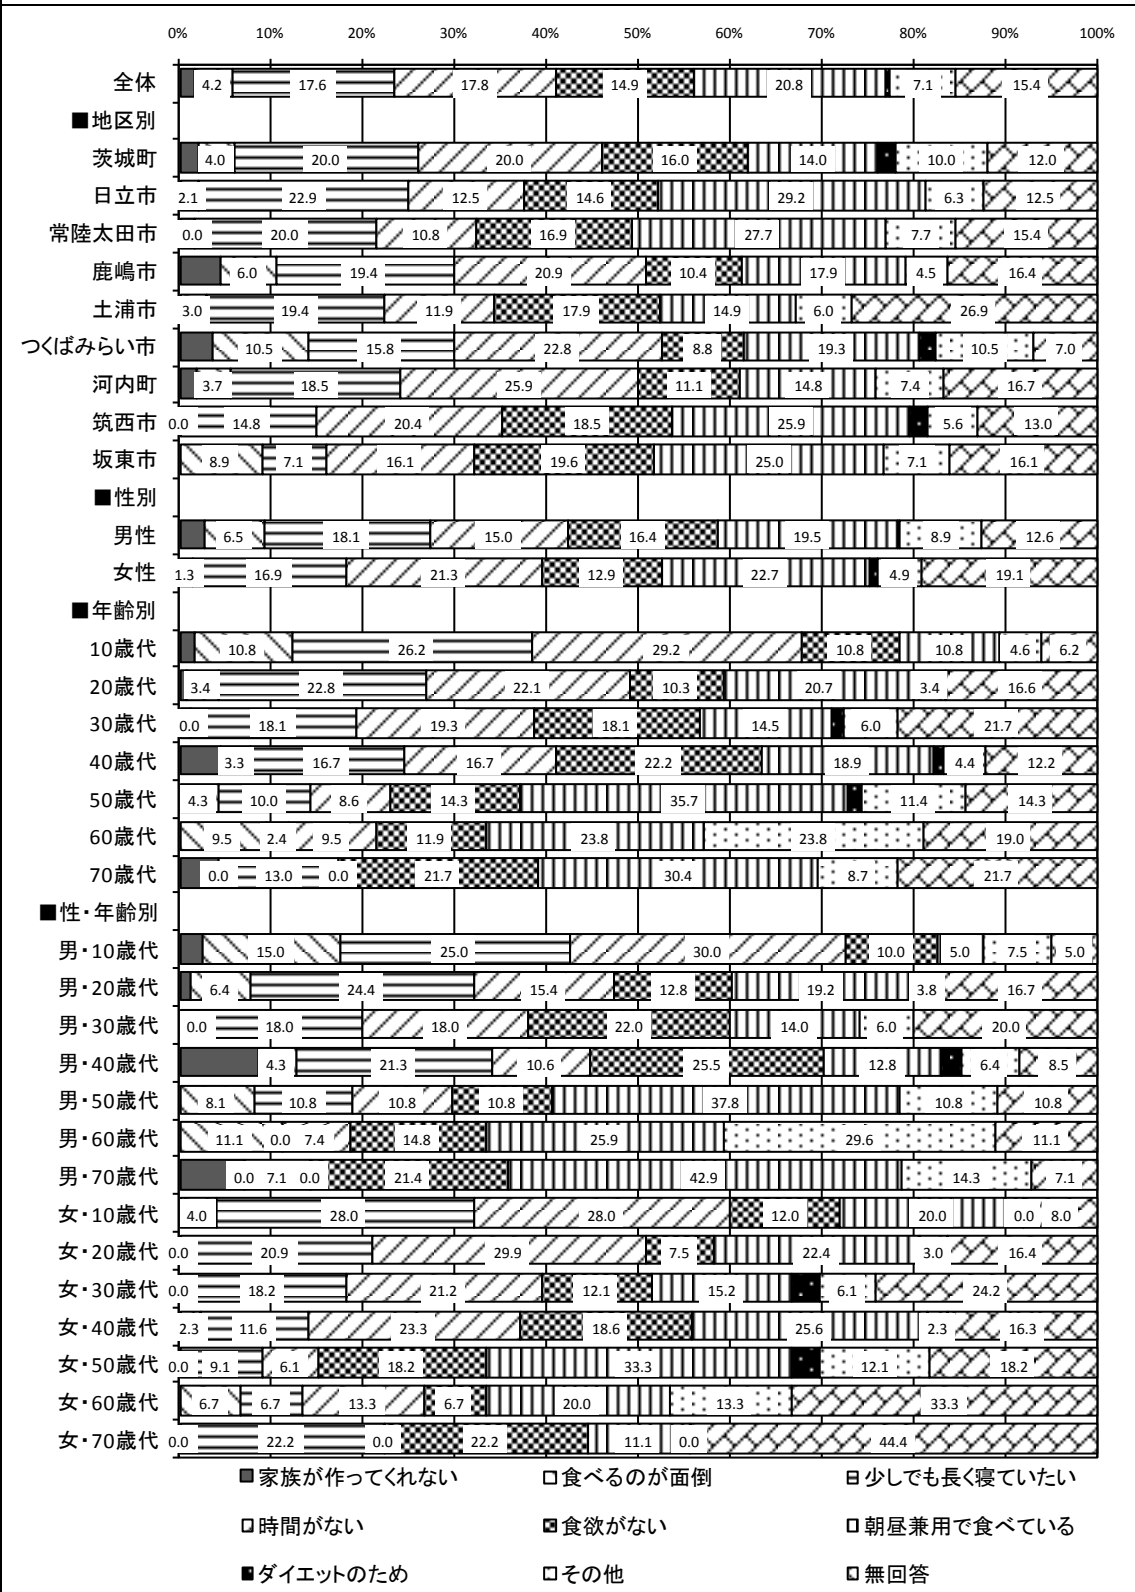 0% 10% 20% 30% 40% 50% 60% 70% 80% 90% 100%
全体 4.2 17.6 17.8 14.9 20.8 7.1 15.4
■地区別
茨城町 4.0 20.0 20.0 16.0 14.0 10.0 12.0
日立市 2.1 22.9 12.5 14.6 29.2 6.3 12.5
常陸太田市 0.0 20.0 10.8 16.9 27.7 7.7 15.4
鹿嶋市 6.0 19.4 20.9 10.4 17.9 4.5 16.4
土浦市 3.0 19.4 11.9 17.9 14.9 6.0 26.9
つくばみらい市 10.5 15.8 22.8 8.8 19.3 10.5 7.0
河内町 3.7 18.5 25.9 11.1 14.8 7.4 16.7
筑西市 0.0 14.8 20.4 18.5 25.9 5.6 13.0
坂東市 8.9 7.1 16.1 19.6 25.0 7.1 16.1
■性別
男性 6.5 18.1 15.0 16.4 19.5 8.9 12.6
女性 1.3 16.9 21.3 12.9 22.7 4.9 19.1
■年齢別
10歳代 10.8 26.2 29.2 10.8 10.8 4.6 6.2
20歳代 3.4 22.8 22.1 10.3 20.7 3.4 16.6
30歳代 0.0 18.1 19.3 18.1 14.5 6.0 21.7
40歳代 3.3 16.7 16.7 22.2 18.9 4.4 12.2
50歳代 4.3 10.0 8.6 14.3 35.7 11.4 14.3
60歳代 9.5 2.4 9.5 11.9 23.8 23.8 19.0
70歳代 0.0 13.0 0.0 21.7 30.4 8.7 21.7
■性・年齢別
男・10歳代 15.0 25.0 30.0 10.0 5.0 7.5 5.0
男・20歳代 6.4 24.4 15.4 12.8 19.2 3.8 16.7
男・30歳代 0.0 18.0 18.0 22.0 14.0 6.0 20.0
男・40歳代 4.3 21.3 10.6 25.5 12.8 6.4 8.5
男・50歳代 8.1 10.8 10.8 10.8 37.8 10.8 10.8
男・60歳代 11.1 0.0 7.4 14.8 25.9 29.6 11.1
男・70歳代 0.0 7.1 0.0 21.4 42.9 14.3 7.1
女・10歳代 4.0 28.0 28.0 12.0 20.0 0.0 8.0
女・20歳代 0.0 20.9 29.9 7.5 22.4 3.0 16.4
女・30歳代 0.0 18.2 21.2 12.1 15.2 6.1 24.2
女・40歳代 2.3 11.6 23.3 18.6 25.6 2.3 16.3
女・50歳代 0.0 9.1 6.1 18.2 33.3 12.1 18.2
女・60歳代 6.7 6.7 13.3 6.7 20.0 13.3 33.3
女・70歳代 0.0 22.2 0.0 22.2 11.1 0.0 44.4
家族が作ってくれない 食べるのが面倒 少しでも長く寝ていたい
時間がない 食欲がない 朝昼兼用で食べている
ダイエットのため その他 無回答